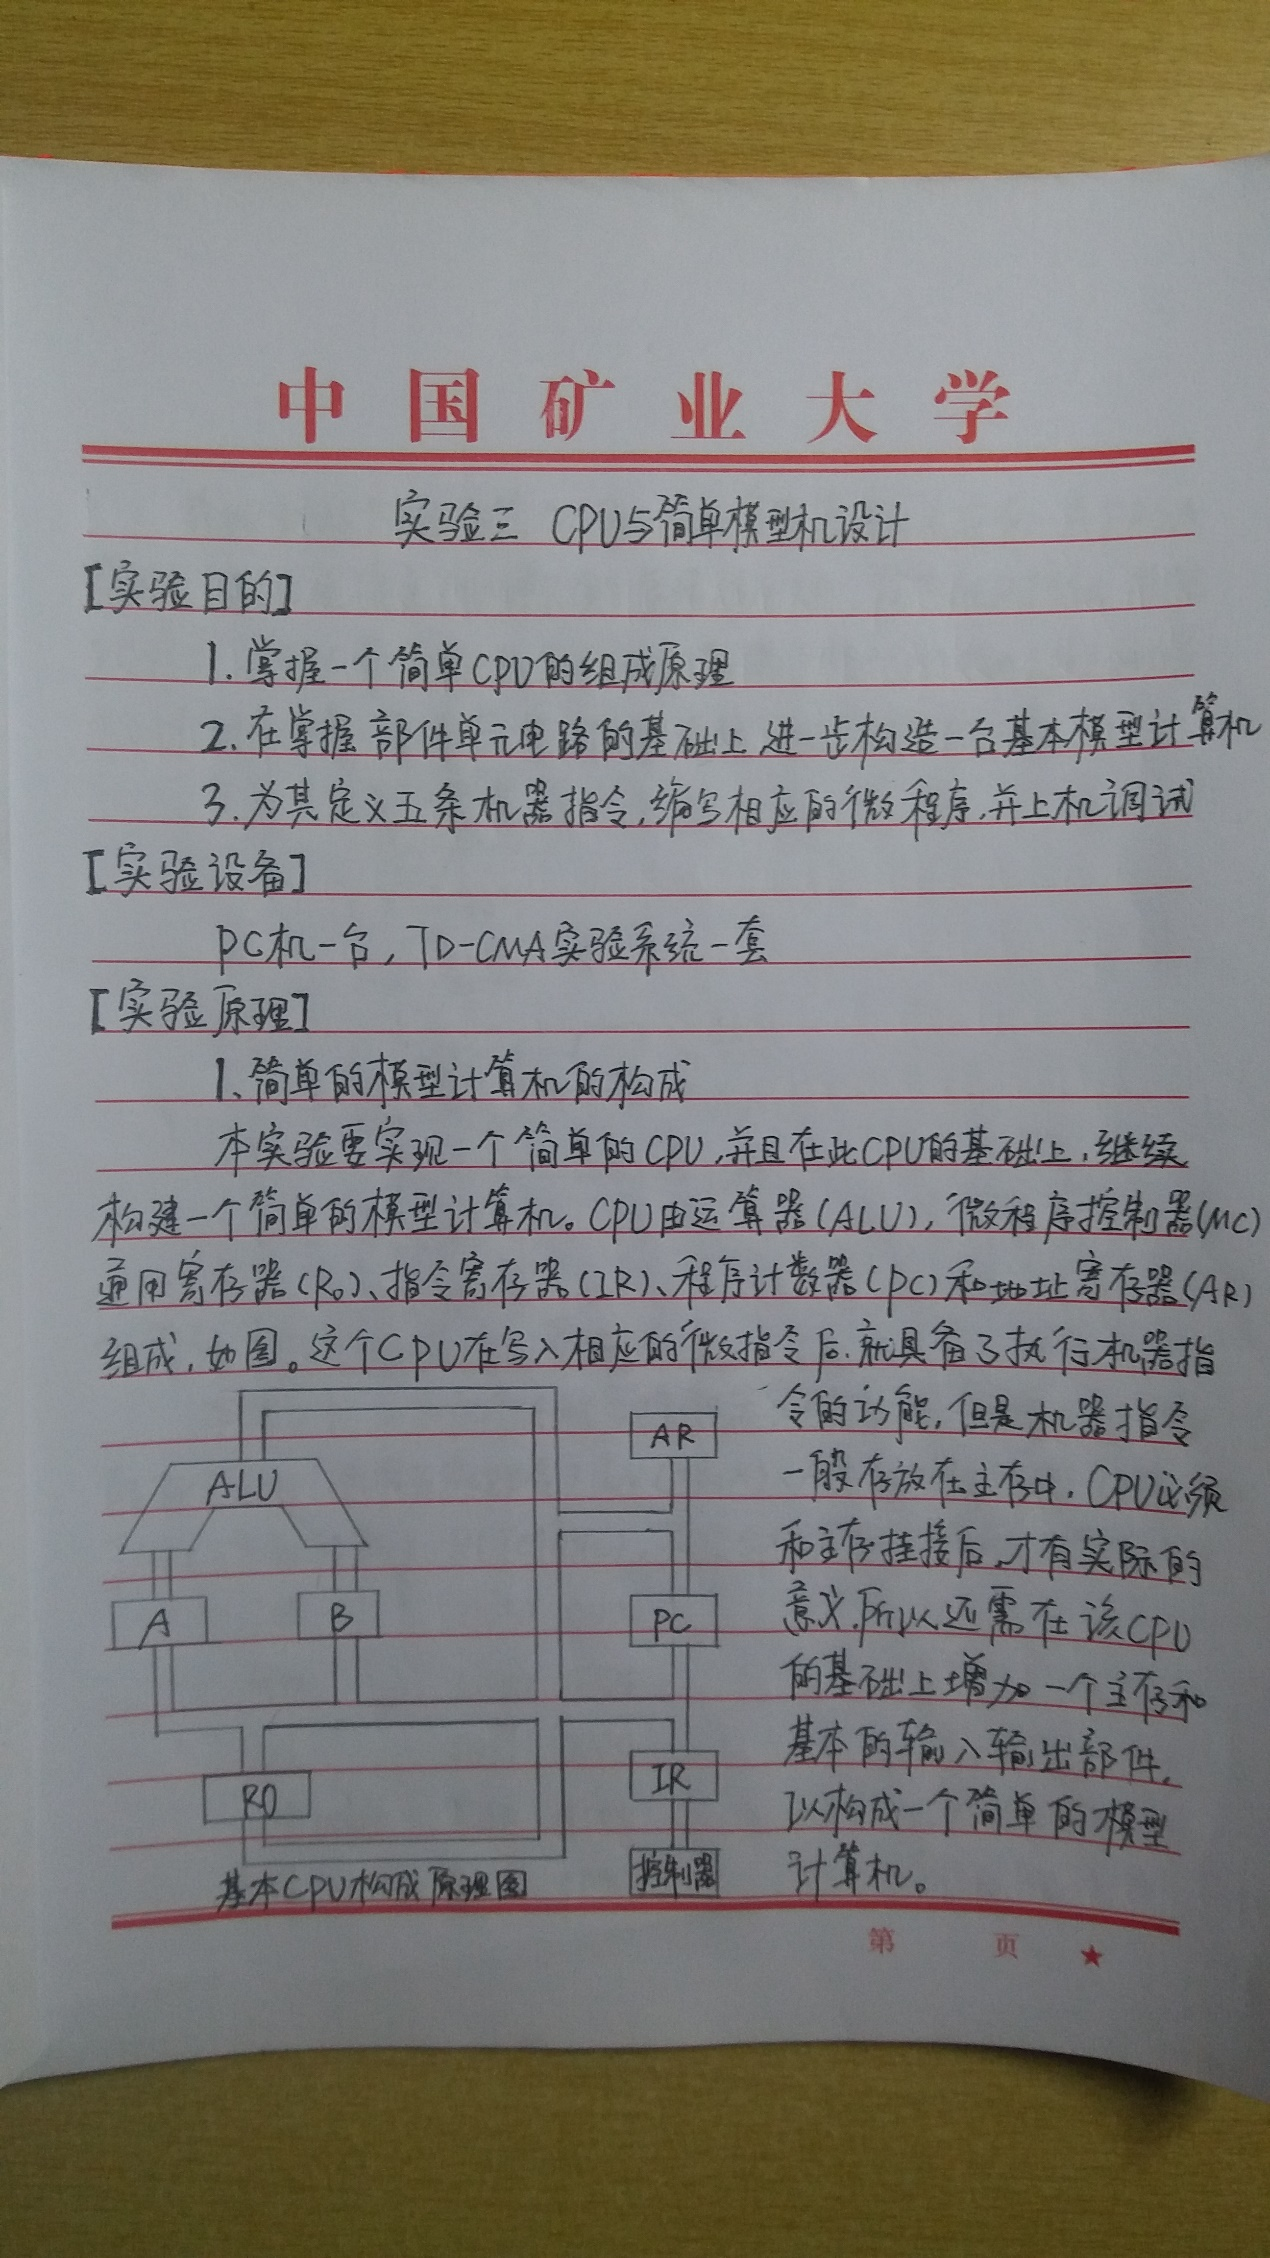 中国矿业大学
实验三 CPU与简单模型机设计
[实验目的]
1.掌握一个简单CPU的组成原理
2.在掌握部件单元电路的基础上,进一步构造一台基本模型计算机
3.为其定义五条机器指令,编写相应的微程序,并上机调试
[实验设备]
PC机一台,TD-CMA实验系统一套
[实验原理]
1、简单的模型计算机的构成
本实验要实现一个简单的CPU,并且在此CPU的基础上,继续
构建一个简单的模型计算机。CPU由运算器(ALU),微程序控制器(MC)
通用寄存器(R0)、指令寄存器(IR)、程序计数器(PC)和地址寄存器(AR)
组成,如图。这个CPU在写入相应的微指令后,就具备了执行机器指
令的功能,但是机器指令
一般存放在主存中,CPU必须
和主存挂接后,才有实际的
意义,所以还需在该CPU
的基础上增加一个主存和
基本的输入输出部件,
以构成一个简单的模型
计算机。
AR
ALU
A
B
PC
R0
IR
控制器
基本CPU构成原理图
第 页